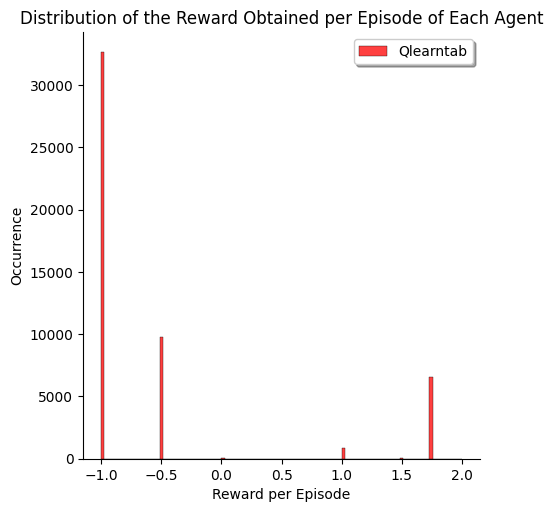 Distribution of the Reward Obtained per Episode of Each Agent
Qlearntab
30000
25000
20000
15000
10000
5000
0
Occurrence
−1.0 −0.5 0.0 0.5 1.0 1.5 2.0
Reward per Episode